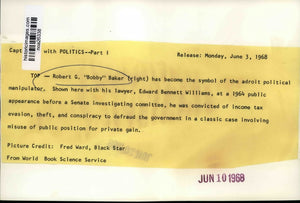 Capt with POLITICS--Part I
Release: Monday, June 3, 1968
TOP — Robert G. "Bobby" Baker (right) has become the symbol of the adroit political
manipulator. Shown here with his lawyer, Edward Bennett Williams, at a 1964 public
appearance before a Senate investigating committee, he was convicted of income tax
evasion, theft, and conspiracy to defraud the government in a classic case involving
misuse of public position for private gain.
Picture Credit: Fred Ward, Black Star
From World Book Science Service
JUN 10 1968
historicimages.com